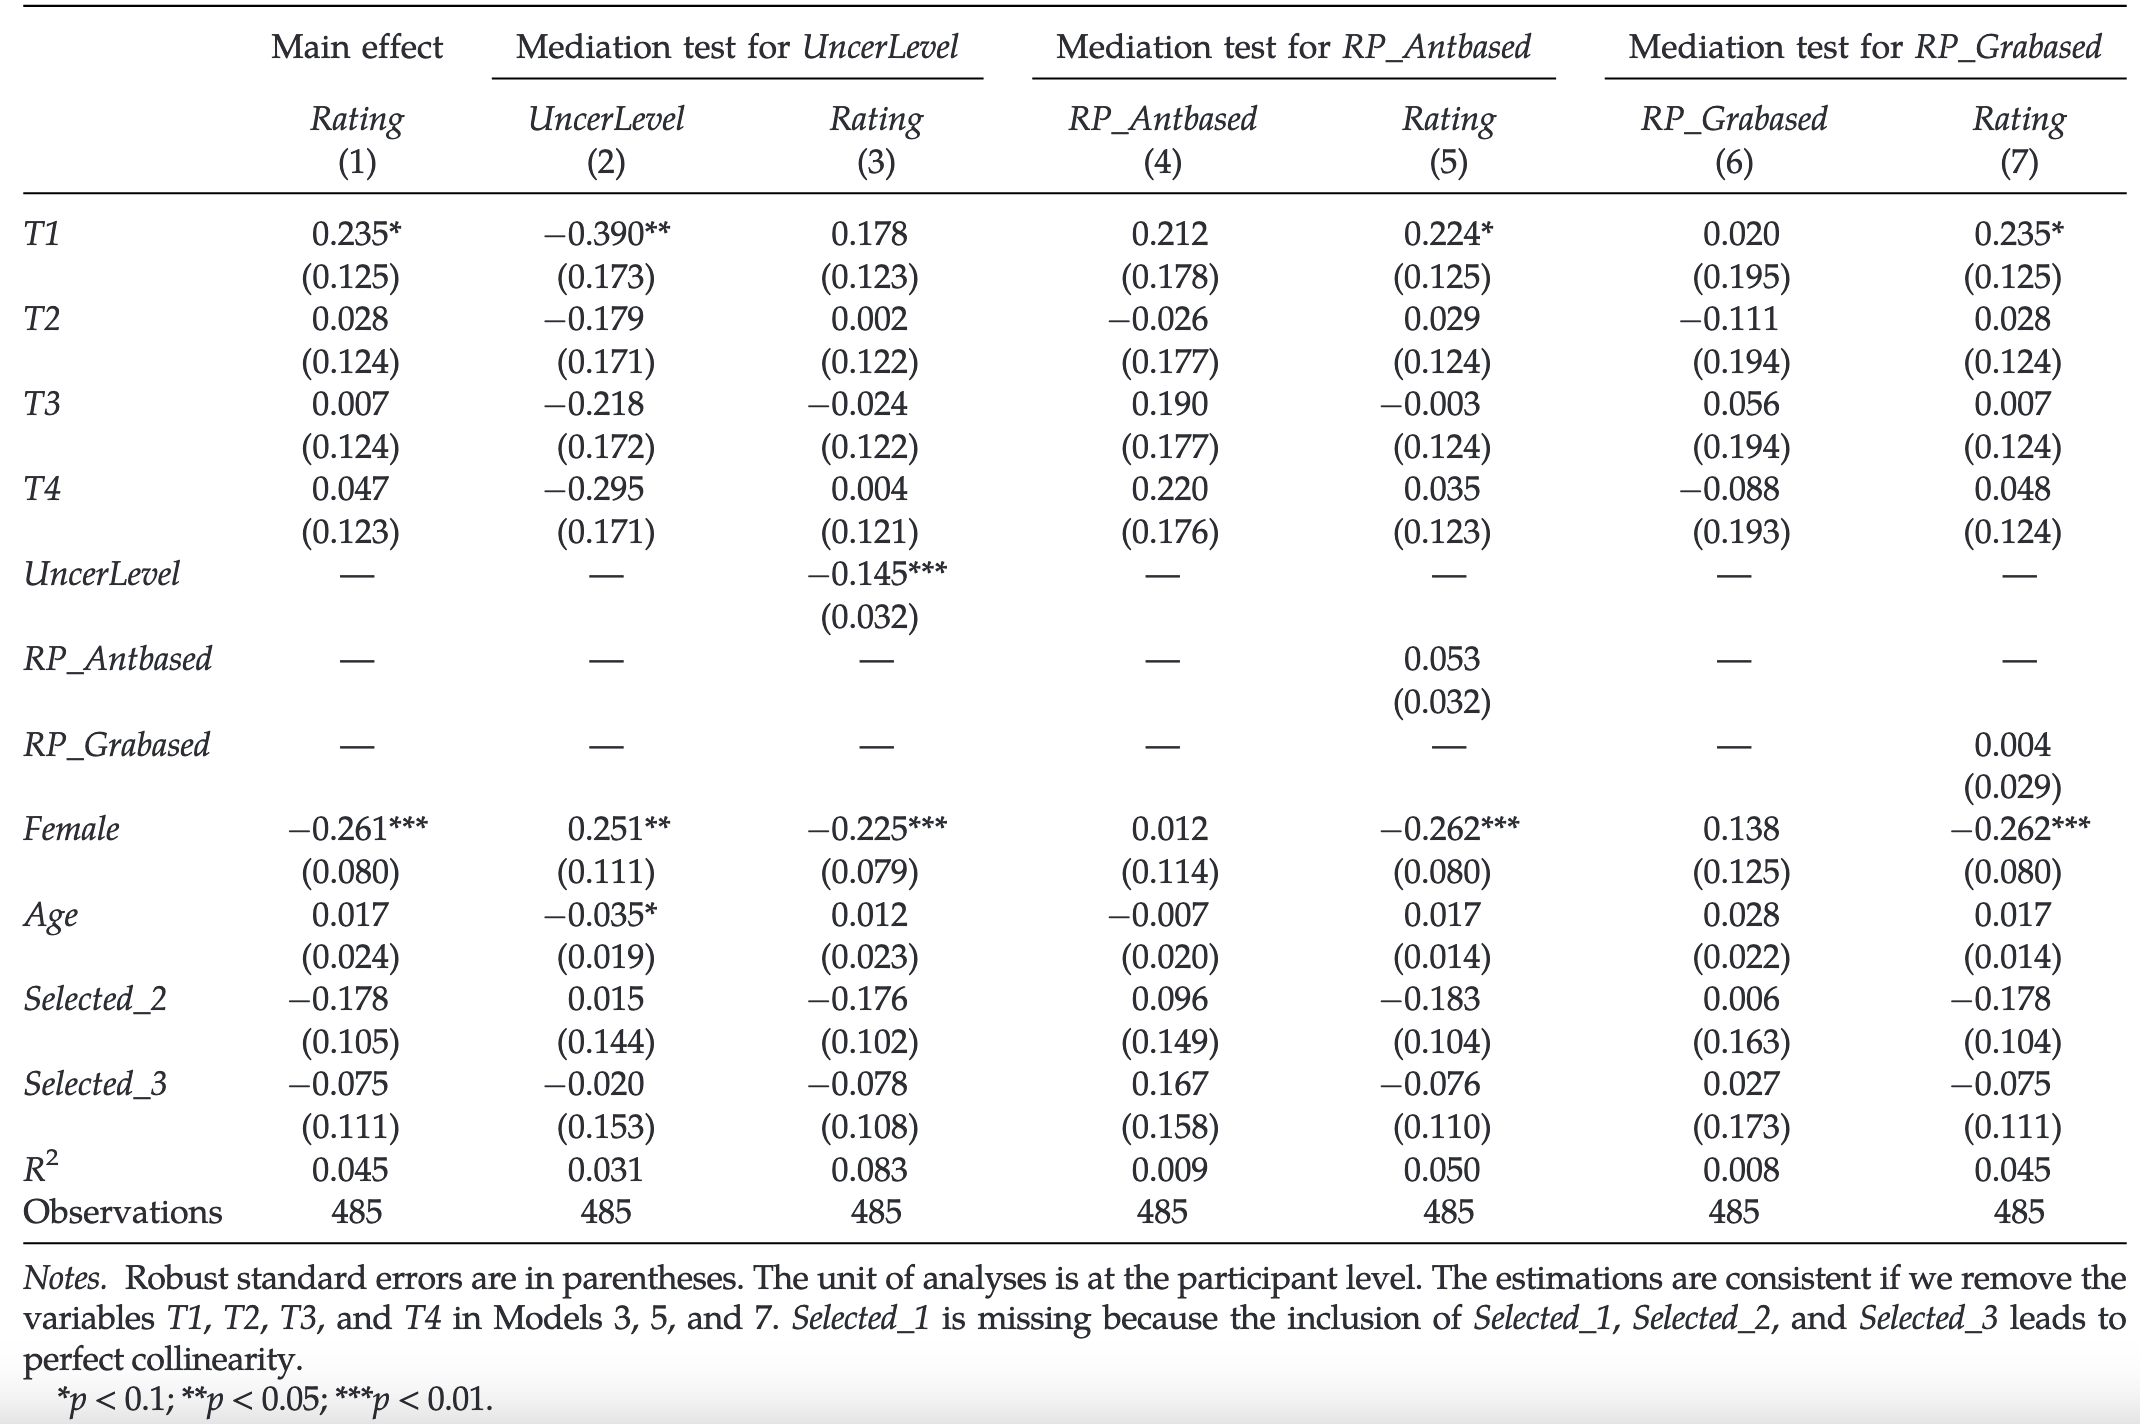 Main effect Mediation test for UncerLevel Mediation test for RP_Antbased Mediation test for RP_Grabased
Rating UncerLevel Rating RP_Antbased Rating RP_Grabased Rating
(1) (2) (3) (4) (5) (6) (7)
T1 0.235* −0.390** 0.178 0.212 0.224* 0.020 0.235*
(0.125) (0.173) (0.123) (0.178) (0.125) (0.195) (0.125)
T2 0.028 −0.179 0.002 −0.026 0.029 −0.111 0.028
(0.124) (0.171) (0.122) (0.177) (0.124) (0.194) (0.124)
T3 0.007 −0.218 −0.024 0.190 −0.003 0.056 0.007
(0.124) (0.172) (0.122) (0.177) (0.124) (0.194) (0.124)
T4 0.047 −0.295 0.004 0.220 0.035 −0.088 0.048
(0.123) (0.171) (0.121) (0.176) (0.123) (0.193) (0.124)
UncerLevel — — −0.145*** — — — —
(0.032)
RP_Antbased — — — — 0.053 — —
(0.032)
RP_Grabased — — — — — — 0.004
(0.029)
Female −0.261*** 0.251** −0.225*** 0.012 −0.262*** 0.138 −0.262***
(0.080) (0.111) (0.079) (0.114) (0.080) (0.125) (0.080)
Age 0.017 −0.035* 0.012 −0.007 0.017 0.028 0.017
(0.024) (0.019) (0.023) (0.020) (0.014) (0.022) (0.014)
Selected_2 −0.178 0.015 −0.176 0.096 −0.183 0.006 −0.178
(0.105) (0.144) (0.102) (0.149) (0.104) (0.163) (0.104)
Selected_3 −0.075 −0.020 −0.078 0.167 −0.076 0.027 −0.075
(0.111) (0.153) (0.108) (0.158) (0.110) (0.173) (0.111)
R² 0.045 0.031 0.083 0.009 0.050 0.008 0.045
Observations 485 485 485 485 485 485 485
Notes. Robust standard errors are in parentheses. The unit of analyses is at the participant level. The estimations are consistent if we remove the
variables T1, T2, T3, and T4 in Models 3, 5, and 7. Selected_1 is missing because the inclusion of Selected_1, Selected_2, and Selected_3 leads to
perfect collinearity.
*p < 0.1; **p < 0.05; ***p < 0.01.